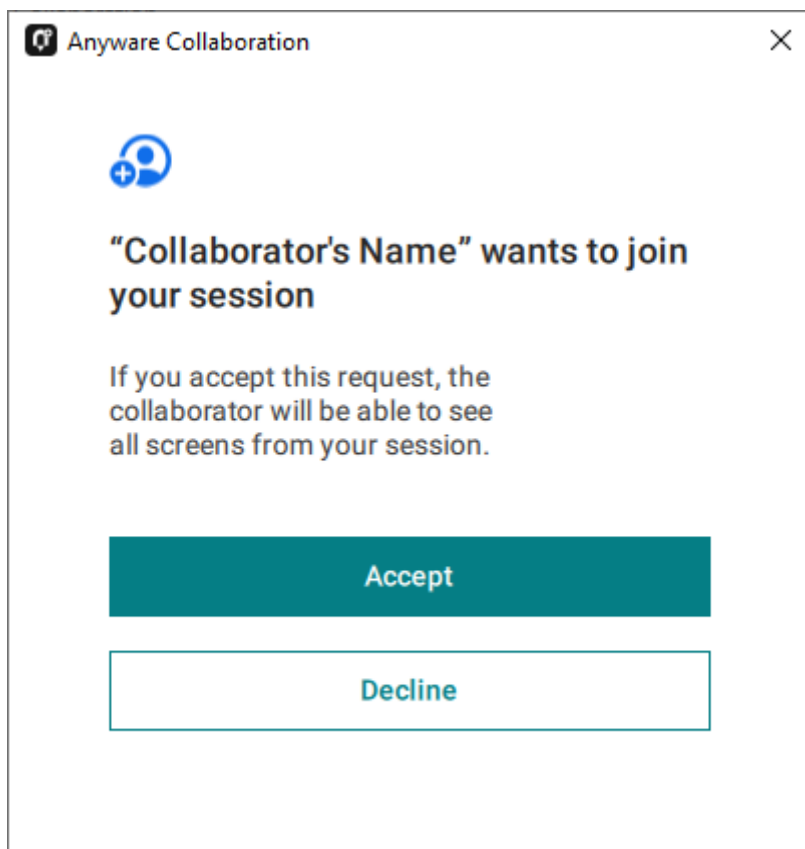 Anyware Collaboration
“Collaborator's Name” wants to join
your session
If you accept this request, the
collaborator will be able to see
all screens from your session.
Accept
Decline